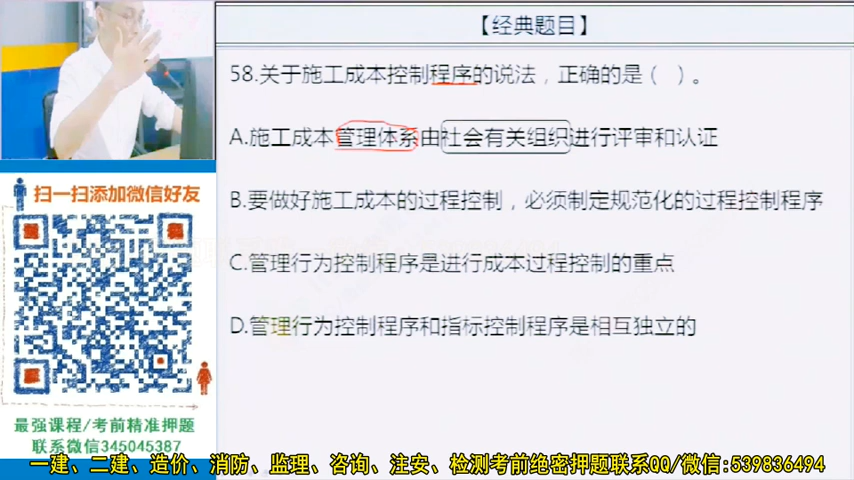 【经典题目】
58.关于施工成本控制程序的说法，正确的是（ ）。
A.施工成本管理体系由社会有关组织进行评审和认证
B.要做好施工成本的过程控制，必须制定规范化的过程控制程序
C.管理行为控制程序是进行成本过程控制的重点
D.管理行为控制程序和指标控制程序是相互独立的
扫一扫添加微信好友
最强课程/考前精准押题
联系微信345045387
一建、二建、造价、消防、监理、咨询、注安、检测考前绝密押题联系QQ/微信:539836494